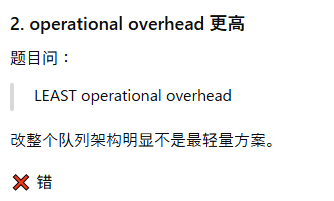 2. operational overhead 更高
题目问：
LEAST operational overhead
改整个队列架构明显不是最轻量方案。
❌ 错